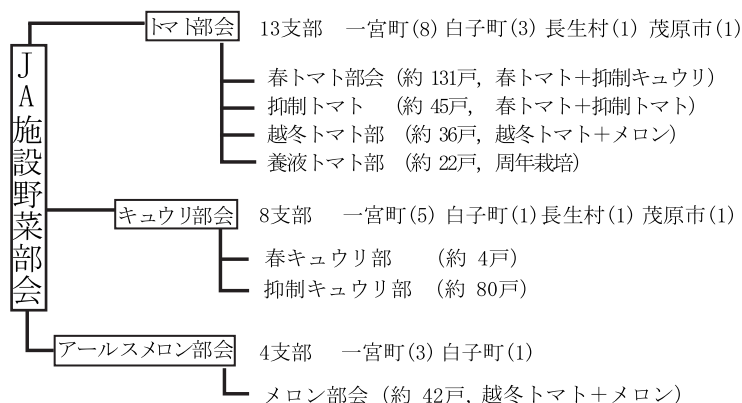 JA施設野菜部会
トマト部会 13支部 一宮町(8) 白子町(3) 長生村(1) 茂原市(1)
春トマト部会 (約 131戸, 春トマト+抑制キュウリ)
抑制トマト (約 45戸, 春トマト+抑制トマト)
越冬トマト部 (約 36戸, 越冬トマト+メロン)
養液トマト部 (約 22戸, 周年栽培)
キュウリ部会 8支部 一宮町(5) 白子町(1) 長生村(1) 茂原市(1)
春キュウリ部 (約 4戸)
抑制キュウリ部 (約 80戸)
アールスメロン部会 4支部 一宮町(3) 白子町(1)
メロン部会 (約 42戸, 越冬トマト+メロン)